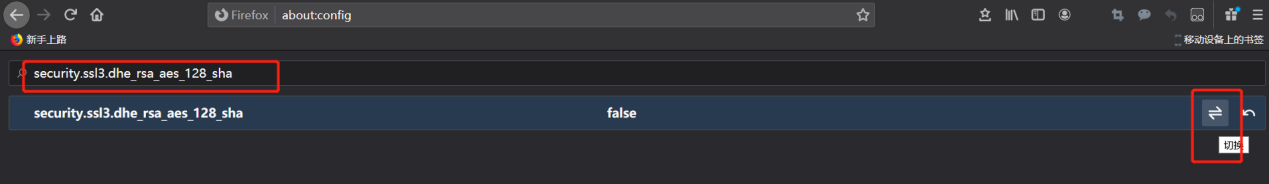 Firefox about:config
新手上路 移动设备上的书签
security.ssl3.dhe_rsa_aes_128_sha
security.ssl3.dhe_rsa_aes_128_sha false
切换